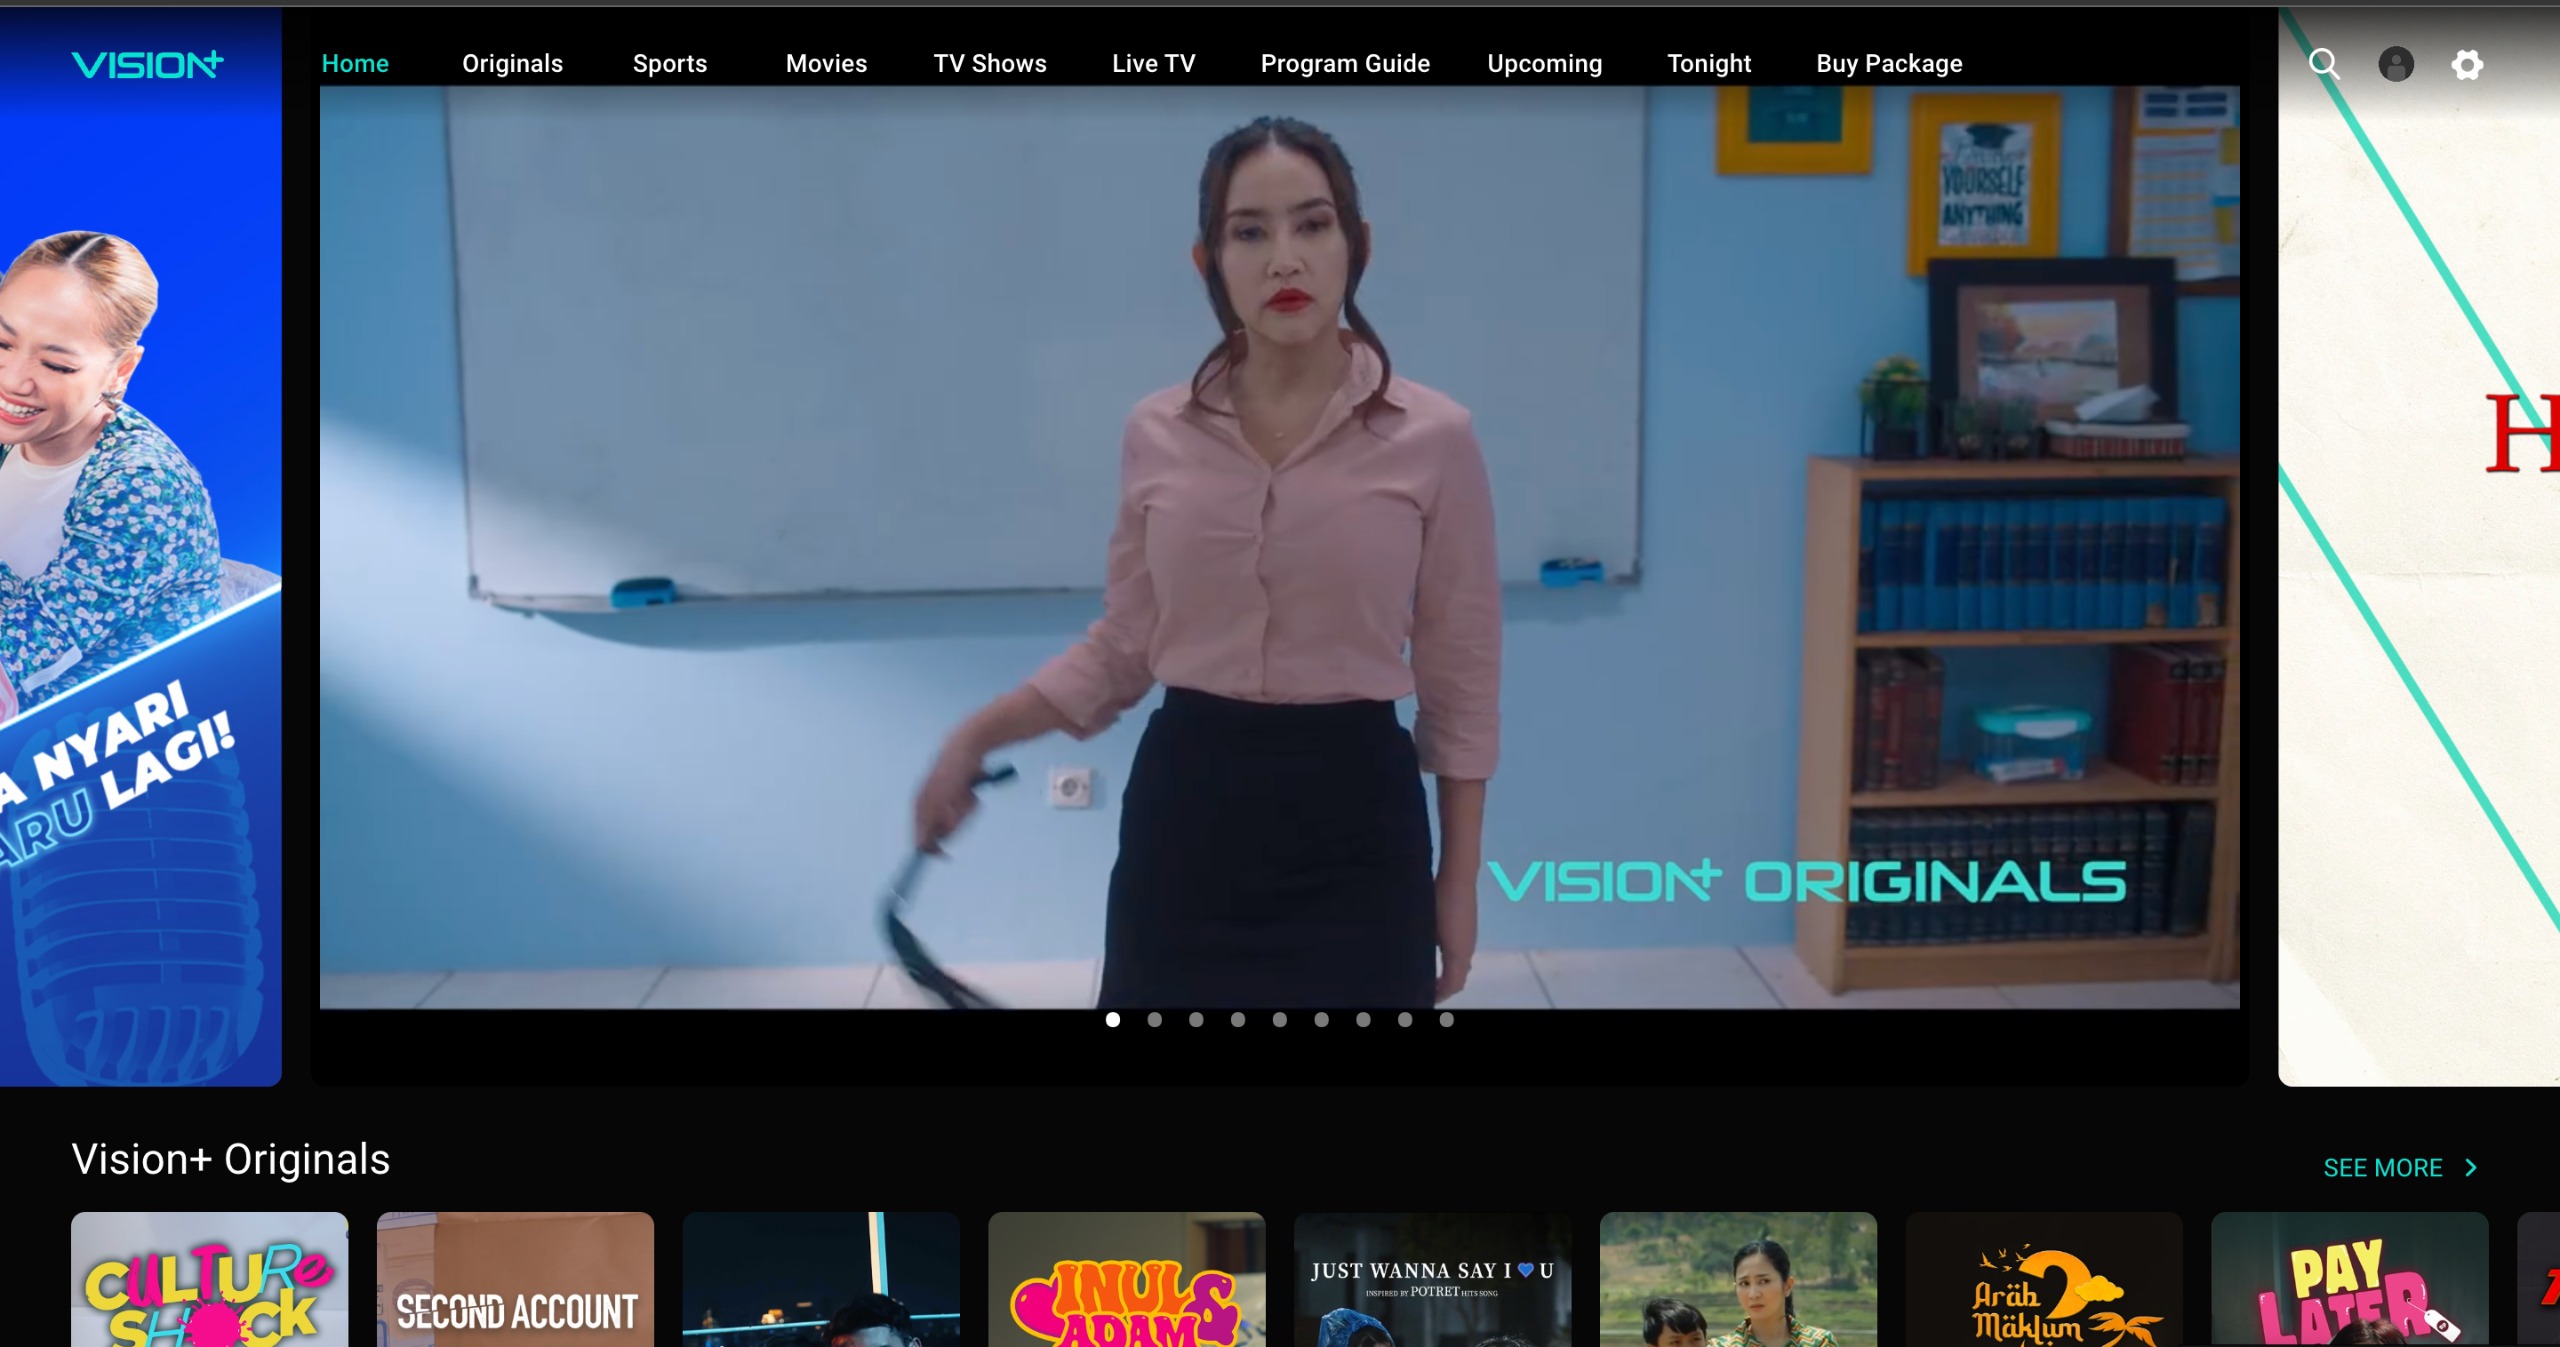 VISION+
Home
Originals
Sports
Movies
TV Shows
Live TV
Program Guide
Upcoming
Tonight
Buy Package
YOURSELF
ANYTHING
H
A NYARI
ARU LAGI!
VISION+ ORIGINALS
Vision+ Originals
SEE MORE
CULTURE
SHOCK
SECOND ACCOUNT
INUL &
ADAM
JUST WANNA SAY I 💙 U
INSPIRED BY POTRET HITS SONG
Aräb
Mäklum
2
PAY
LATER